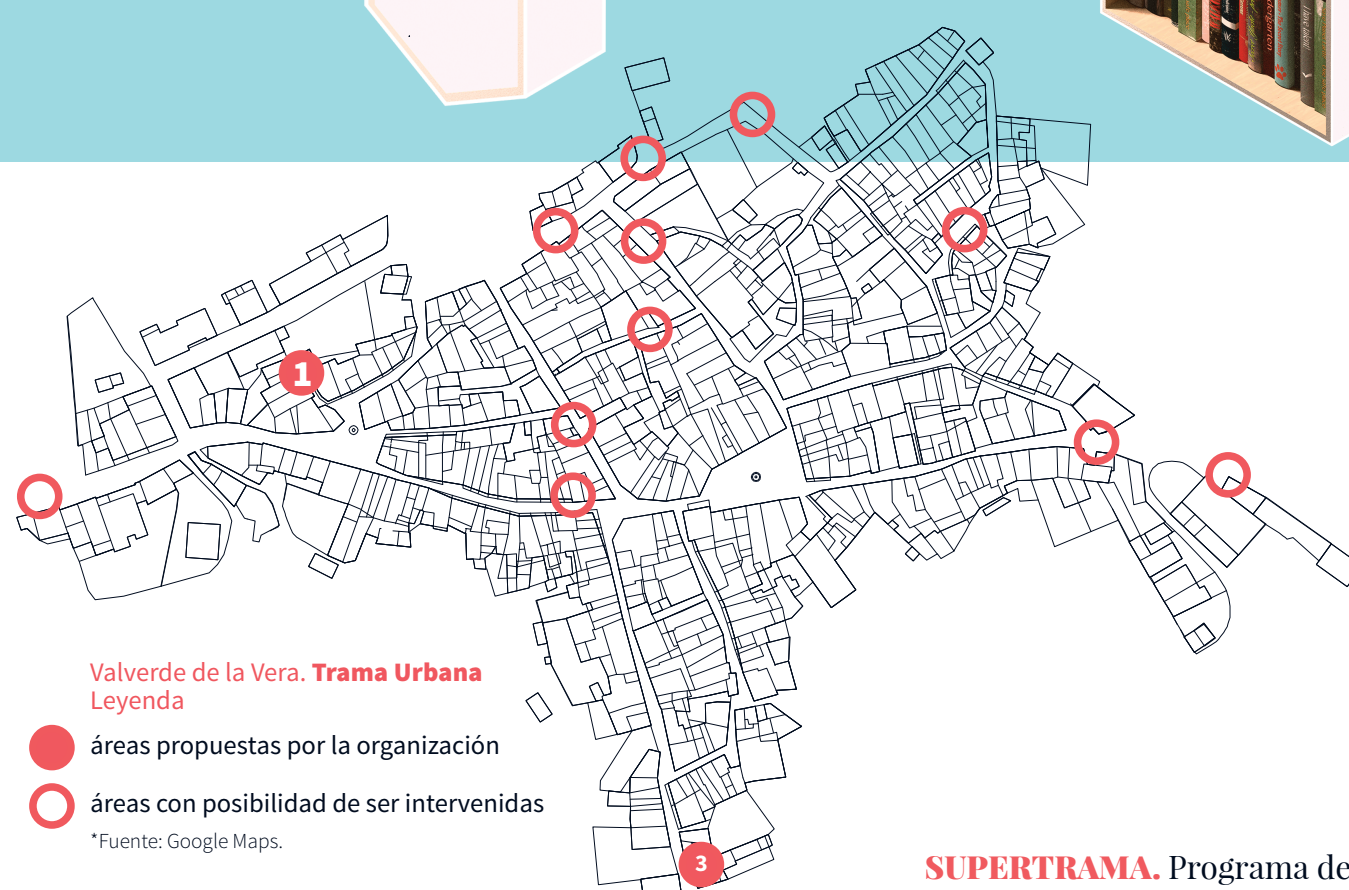 1
Valverde de la Vera. Trama Urbana
Leyenda
áreas propuestas por la organización
áreas con posibilidad de ser intervenidas
*Fuente: Google Maps.
3
SUPERTRAMA. Programa de